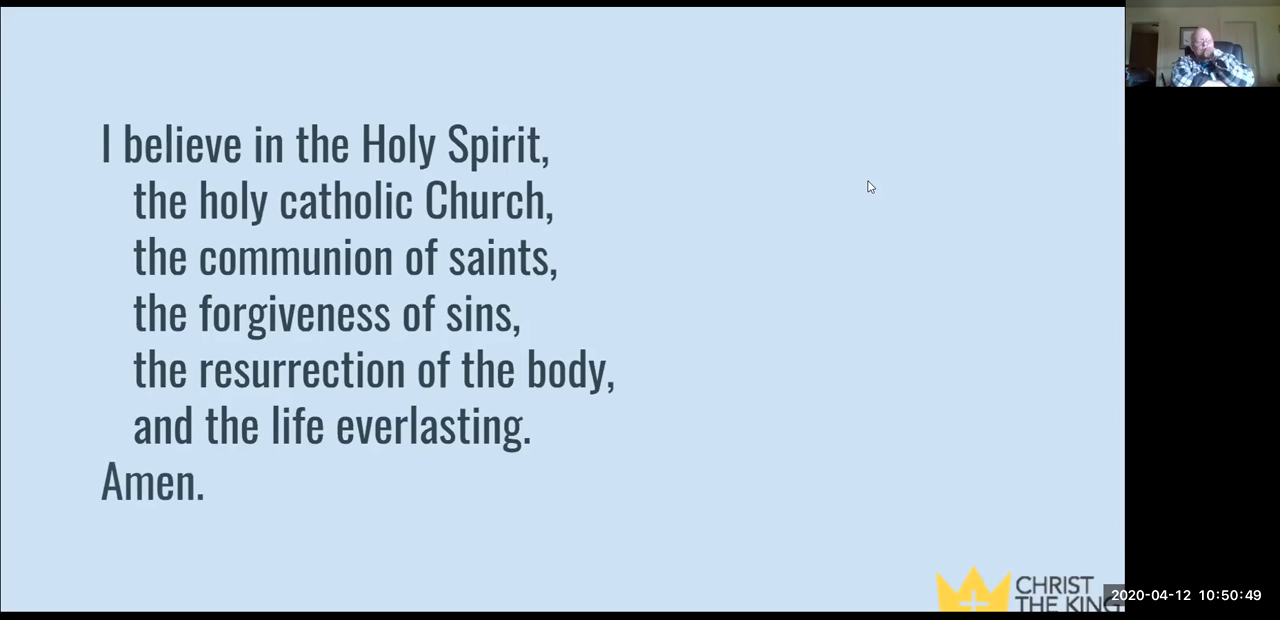 I believe in the Holy Spirit,
the holy catholic Church,
the communion of saints,
the forgiveness of sins,
the resurrection of the body,
and the life everlasting.
Amen.
CHRIST
THE KING
2020-04-12 10:50:49